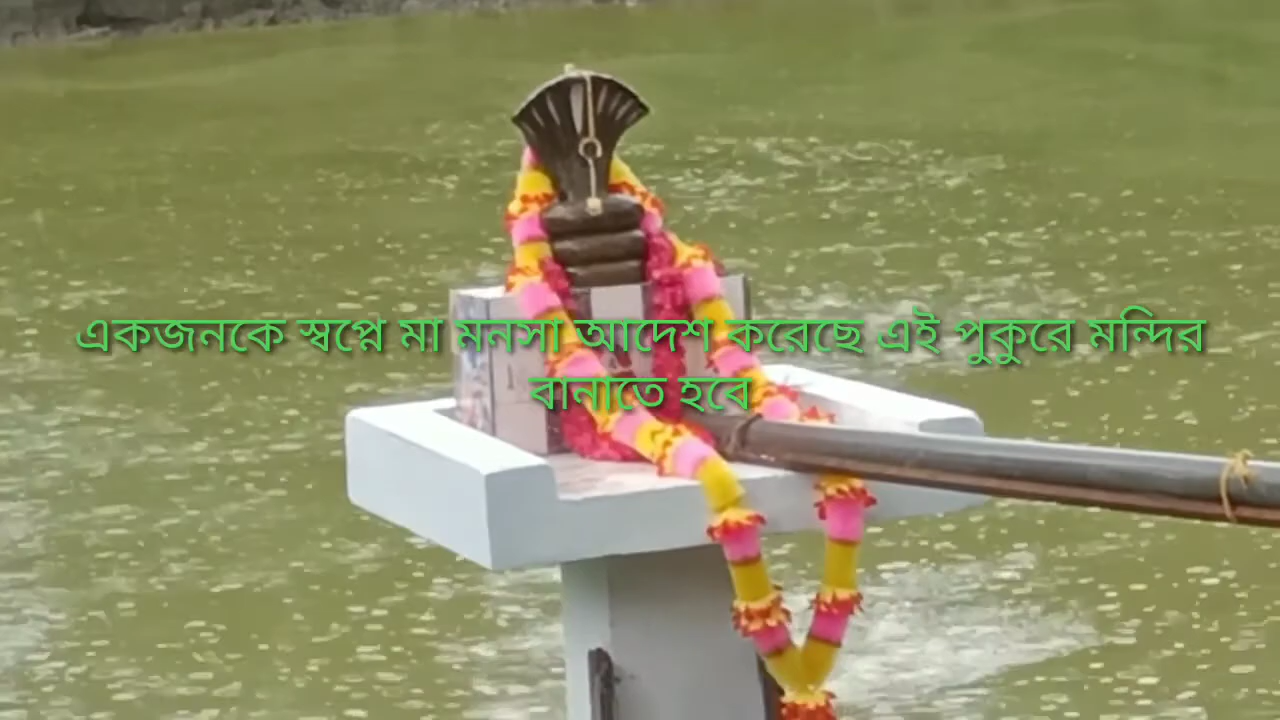 একজনকে স্বপ্নে মা মনসা আদেশ করেছে এই পুকুরে মন্দির
বানাতে হবে